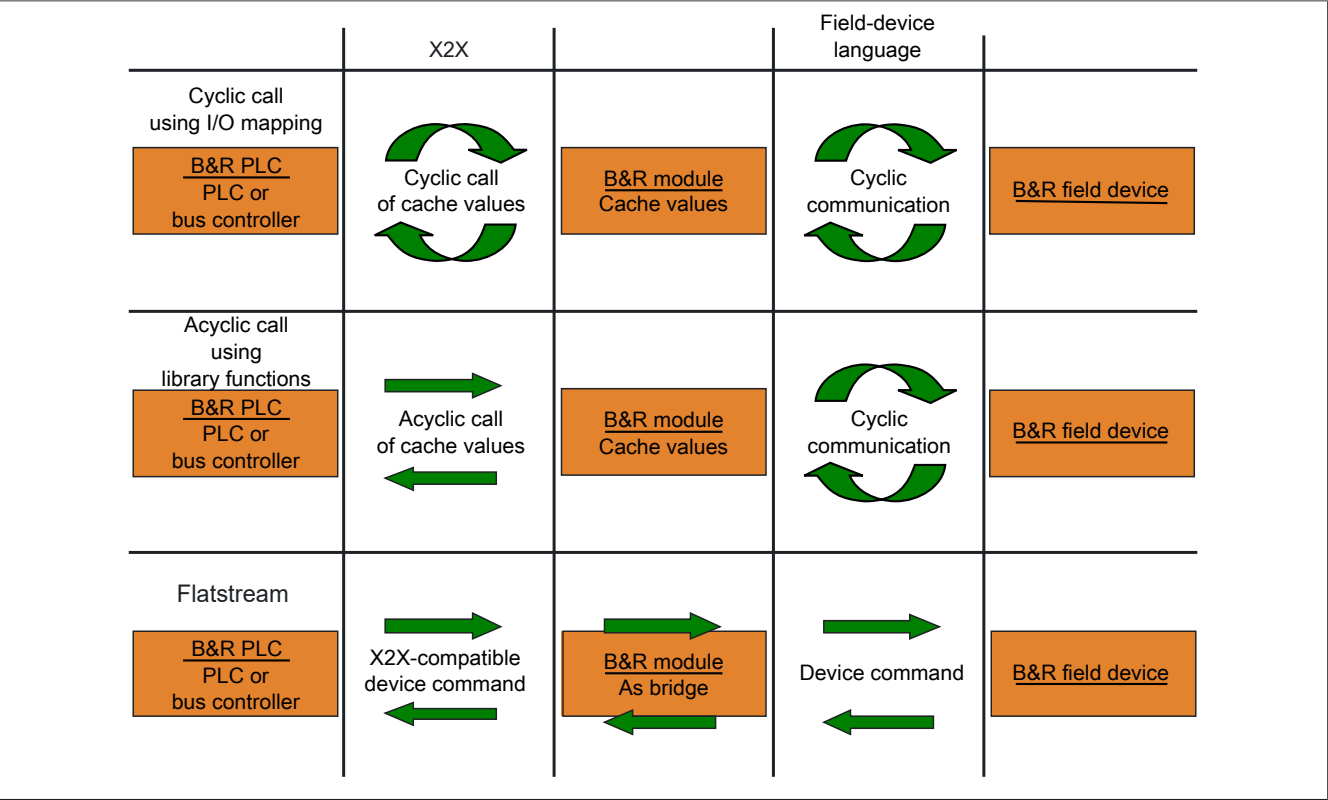 X2X
Field-device
language
Cyclic call
using I/O mapping
B&R PLC
PLC or
bus controller
Cyclic call
of cache values
B&R module
Cache values
Cyclic
communication
B&R field device
Acyclic call
using
library functions
B&R PLC
PLC or
bus controller
Acyclic call
of cache values
B&R module
Cache values
Cyclic
communication
B&R field device
Flatstream
B&R PLC
PLC or
bus controller
X2X-compatible
device command
B&R module
As bridge
Device command
B&R field device